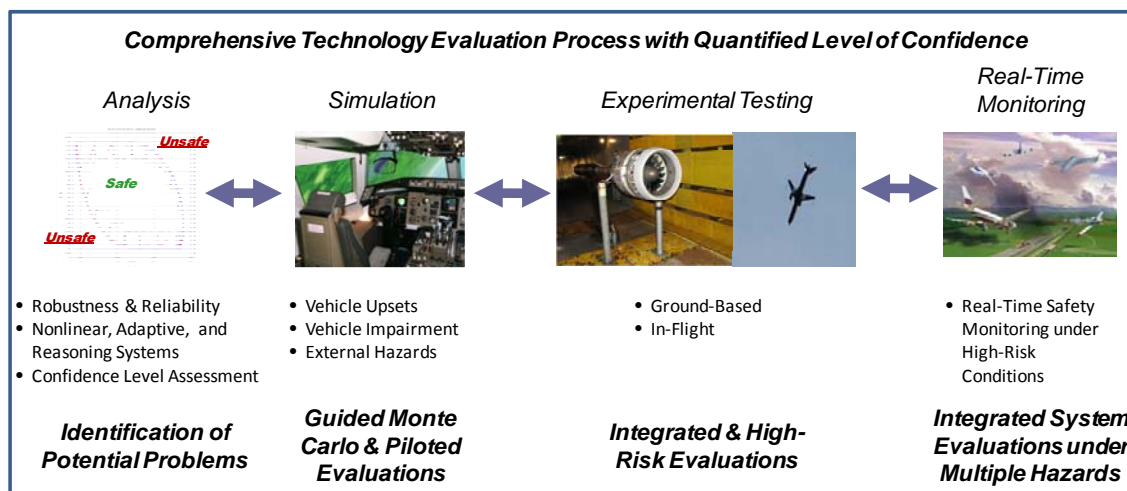 Comprehensive Technology Evaluation Process with Quantified Level of Confidence
Analysis
Simulation
Experimental Testing
Real-Time
Monitoring
Unsafe
Safe
Unsafe
• Robustness & Reliability
• Nonlinear, Adaptive, and
Reasoning Systems
• Confidence Level Assessment
• Vehicle Upsets
• Vehicle Impairment
• External Hazards
• Ground-Based
• In-Flight
• Real-Time Safety
Monitoring under
High-Risk
Conditions
Identification of
Potential Problems
Guided Monte
Carlo & Piloted
Evaluations
Integrated & High-
Risk Evaluations
Integrated System
Evaluations under
Multiple Hazards